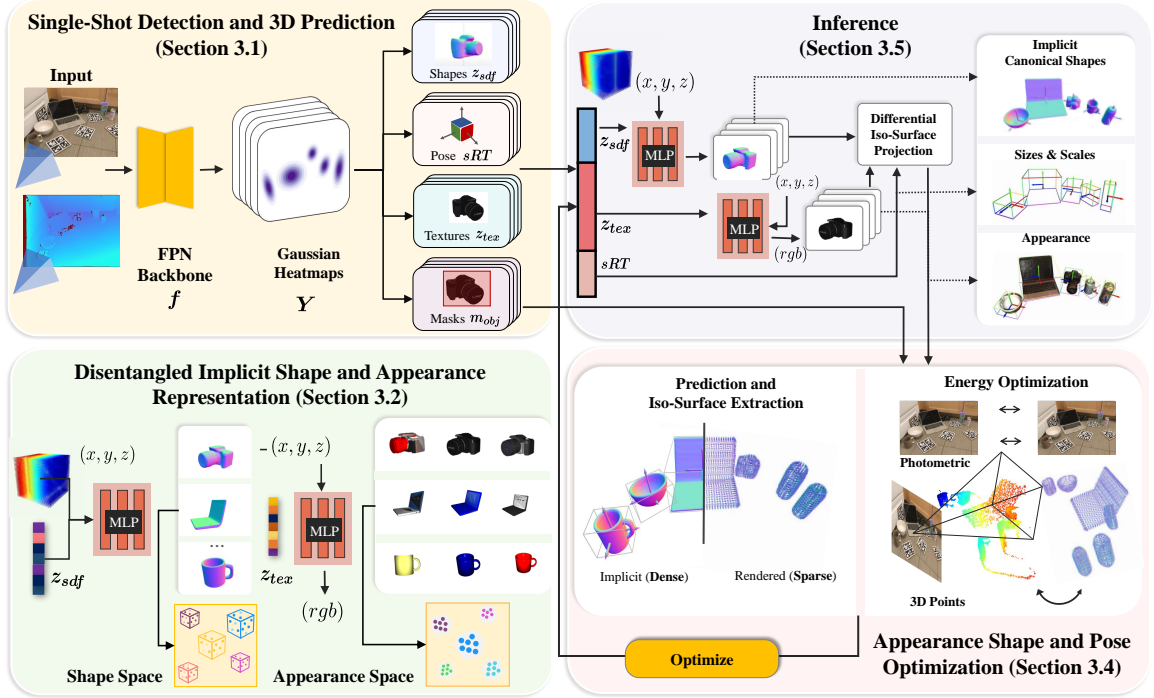 Single-Shot Detection and 3D Prediction
(Section 3.1)
Input
FPN
Backbone
f
Gaussian
Heatmaps
Y
Shapes z_sdf
Pose sRT
Textures z_tex
Masks m_obj
Inference
(Section 3.5)
(x, y, z)
z_sdf
MLP
(x, y, z)
z_tex
MLP
(rgb)
sRT
Differential
Iso-Surface
Projection
Implicit
Canonical Shapes
Sizes & Scales
Appearance
Disentangled Implicit Shape and Appearance
Representation (Section 3.2)
(x, y, z)
MLP
z_sdf
...
Shape Space
(x, y, z)
MLP
z_tex
(rgb)
Appearance Space
Prediction and
Iso-Surface Extraction
Implicit (Dense)
Rendered (Sparse)
Energy Optimization
Photometric
3D Points
Optimize
Appearance Shape and Pose
Optimization (Section 3.4)